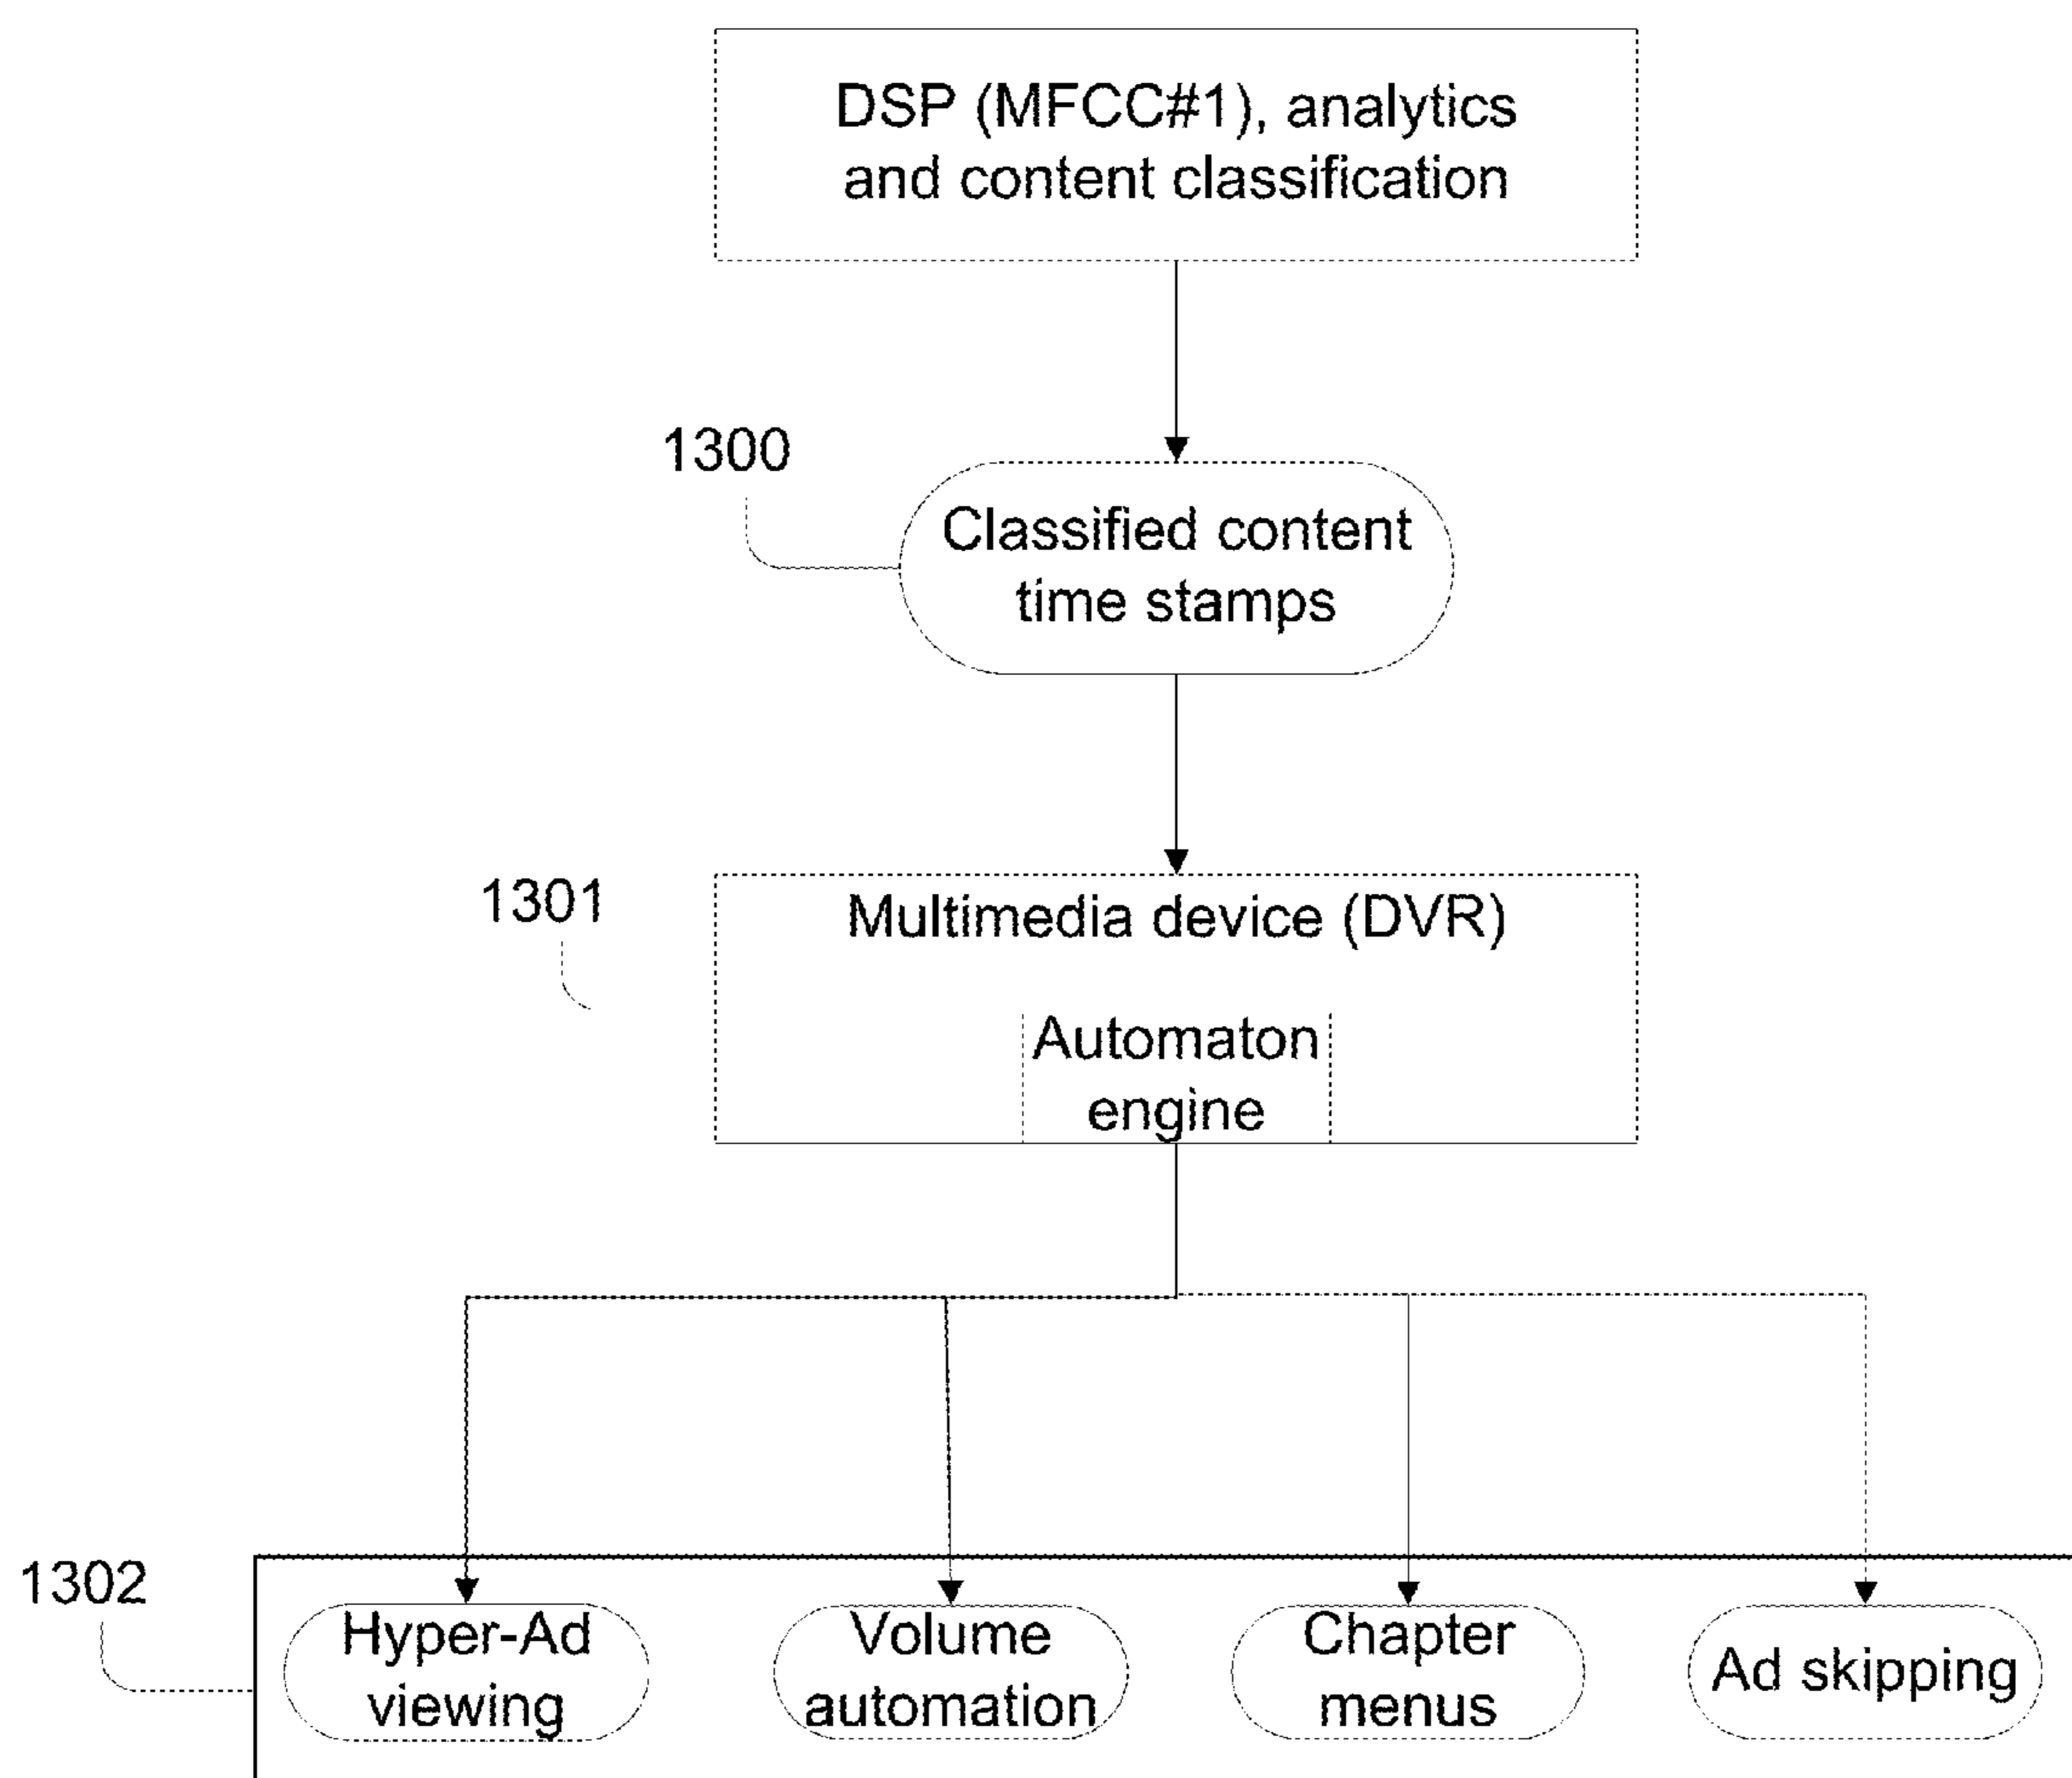 DSP (MFCC#1), analytics
and content classification
1300
Classified content
time stamps
1301
Multimedia device (DVR)
Automaton
engine
1302
Hyper-Ad
viewing
Volume
automation
Chapter
menus
Ad skipping